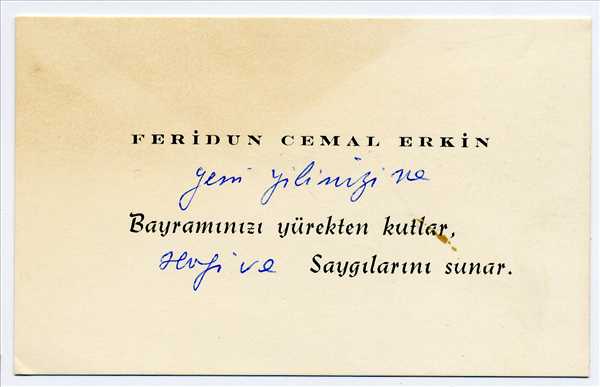 FERİDUN CEMAL ERKİN
yeni yılınızı ve
Bayramınızı yürekten kutlar,
sevgi ve Saygılarını sunar.